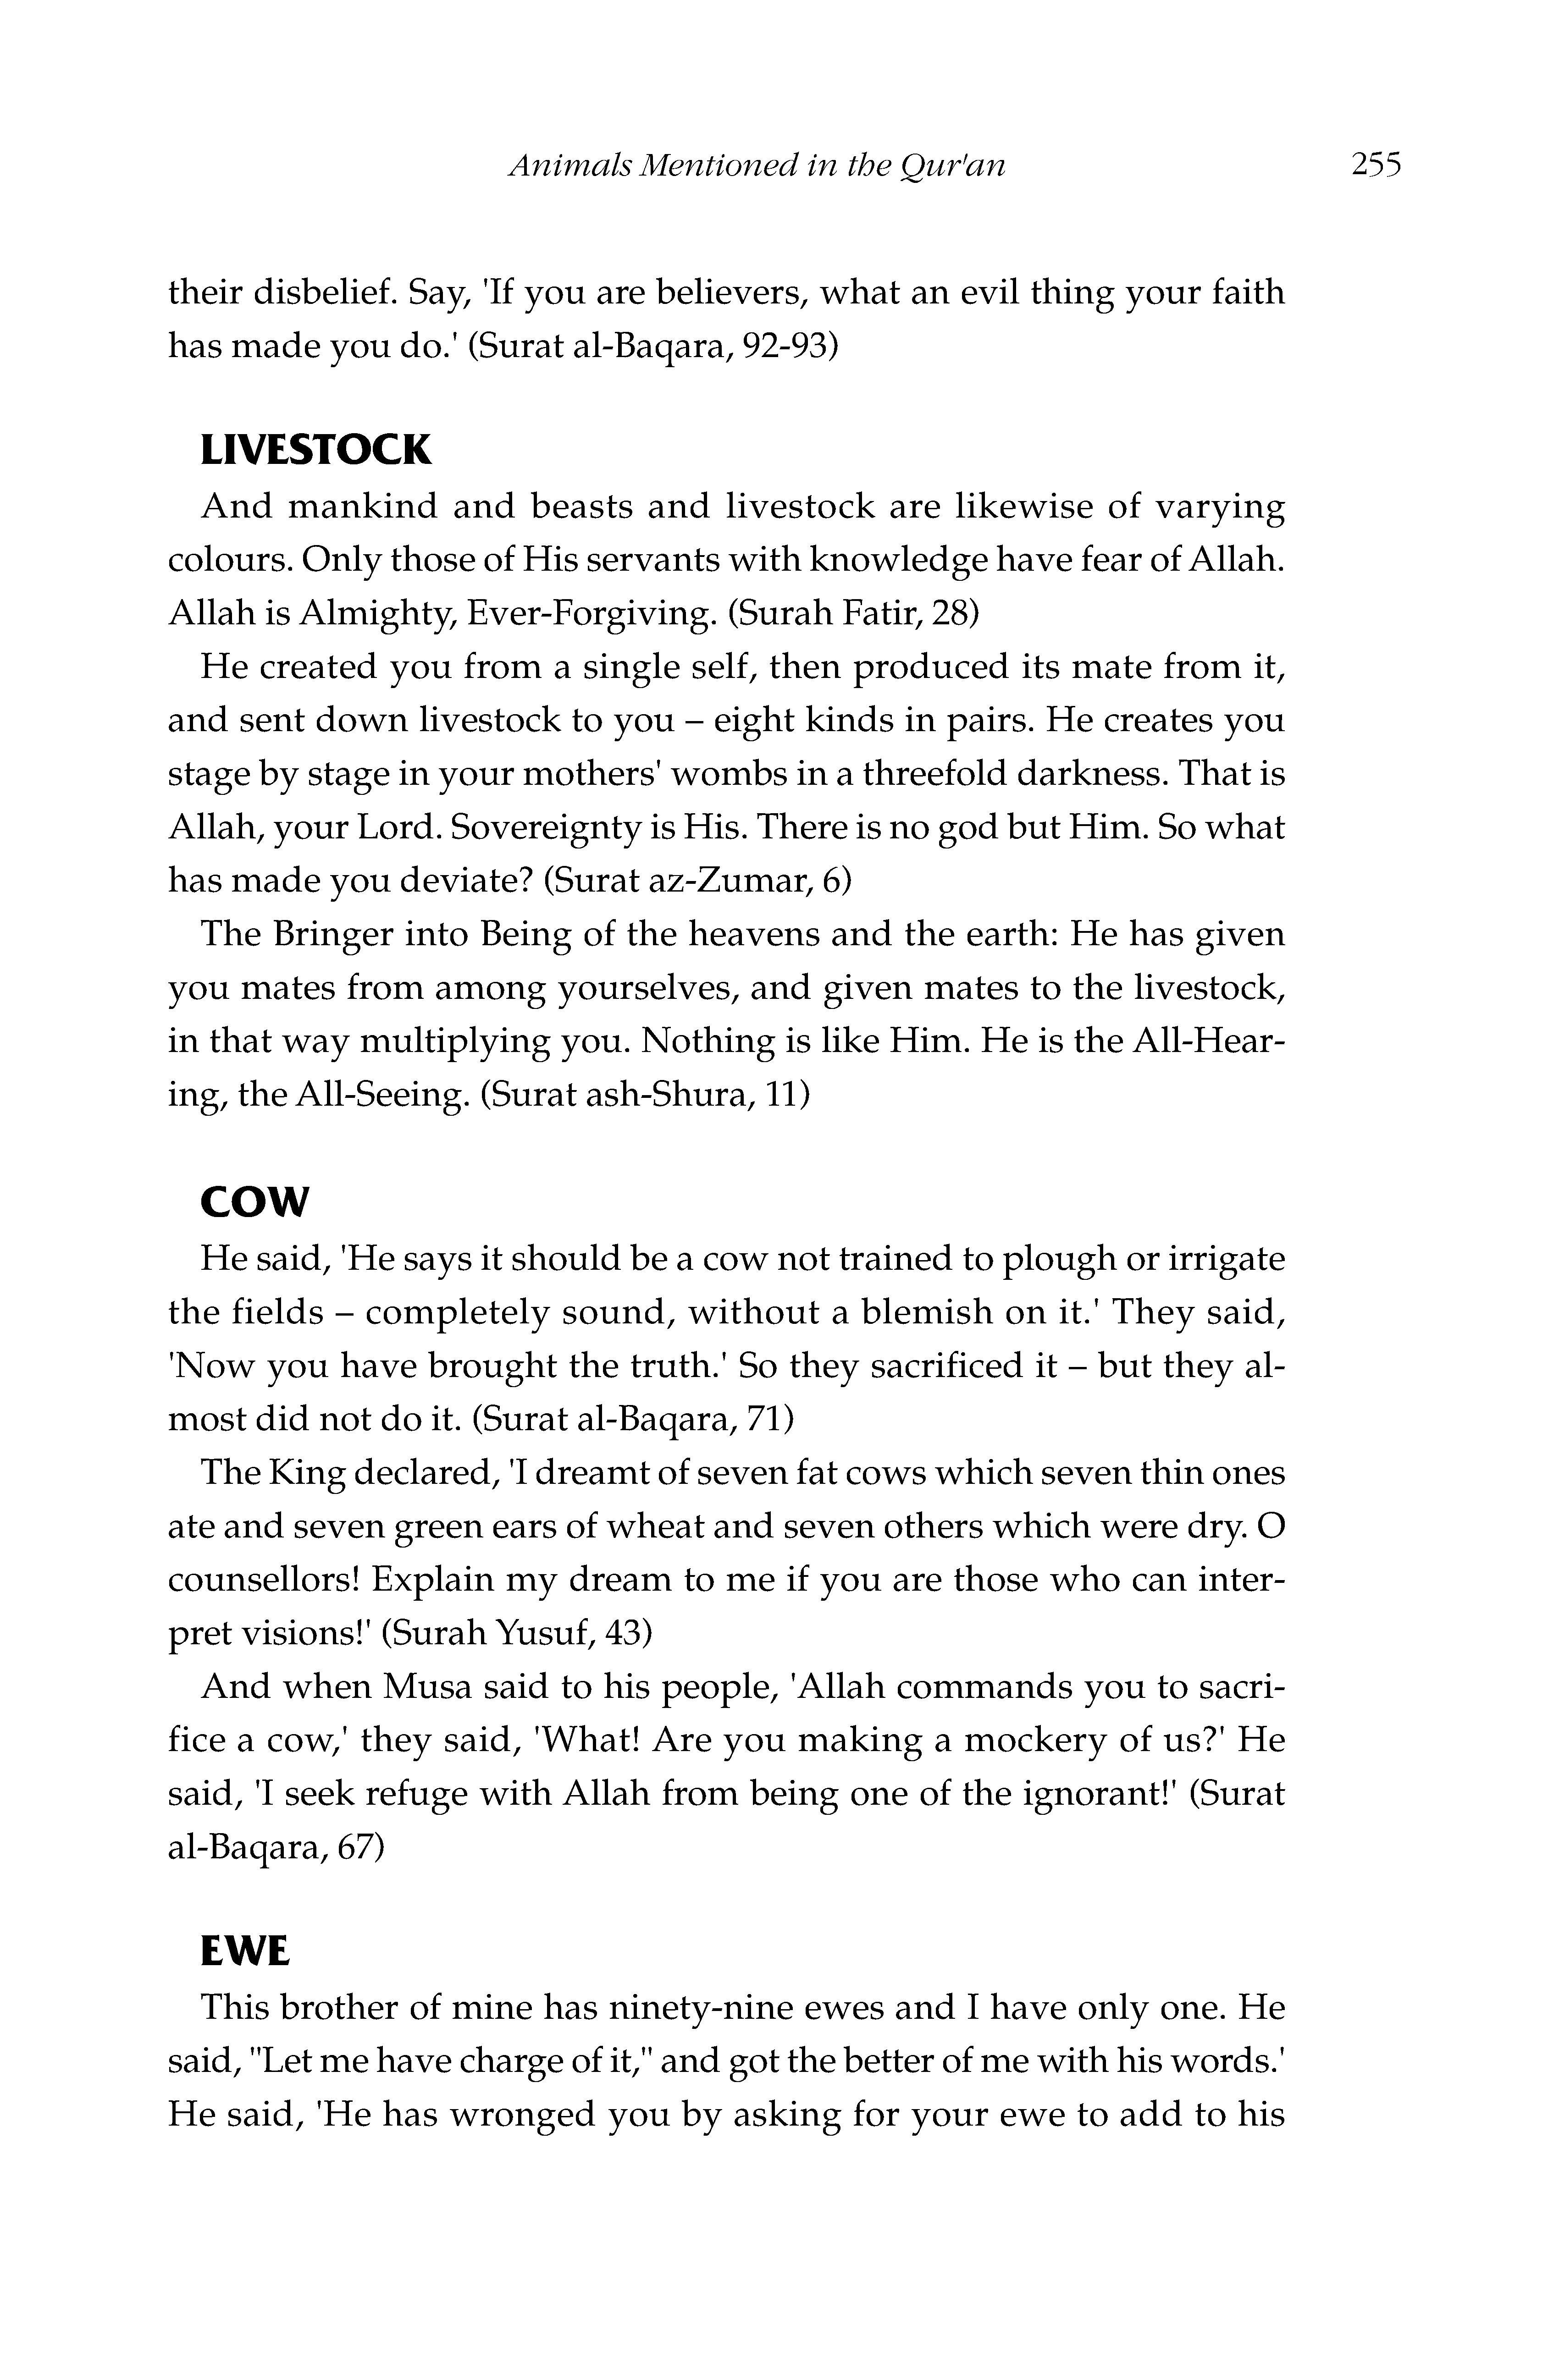 Animals Mentioned in the Qur'an 255
their disbelief. Say, 'If you are believers, what an evil thing your faith
has made you do.' (Surat al-Baqara, 92-93)
LIVESTOCK
And mankind and beasts and livestock are likewise of varying
colours. Only those of His servants with knowledge have fear of Allah.
Allah is Almighty, Ever-Forgiving. (Surah Fatir, 28)
He created you from a single self, then produced its mate from it,
and sent down livestock to you – eight kinds in pairs. He creates you
stage by stage in your mothers' wombs in a threefold darkness. That is
Allah, your Lord. Sovereignty is His. There is no god but Him. So what
has made you deviate? (Surat az-Zumar, 6)
The Bringer into Being of the heavens and the earth: He has given
you mates from among yourselves, and given mates to the livestock,
in that way multiplying you. Nothing is like Him. He is the All-Hear-
ing, the All-Seeing. (Surat ash-Shura, 11)
COW
He said, 'He says it should be a cow not trained to plough or irrigate
the fields – completely sound, without a blemish on it.' They said,
'Now you have brought the truth.' So they sacrificed it – but they al-
most did not do it. (Surat al-Baqara, 71)
The King declared, 'I dreamt of seven fat cows which seven thin ones
ate and seven green ears of wheat and seven others which were dry. O
counsellors! Explain my dream to me if you are those who can inter-
pret visions!' (Surah Yusuf, 43)
And when Musa said to his people, 'Allah commands you to sacri-
fice a cow,' they said, 'What! Are you making a mockery of us?' He
said, 'I seek refuge with Allah from being one of the ignorant!' (Surat
al-Baqara, 67)
EWE
This brother of mine has ninety-nine ewes and I have only one. He
said, "Let me have charge of it," and got the better of me with his words.'
He said, 'He has wronged you by asking for your ewe to add to his